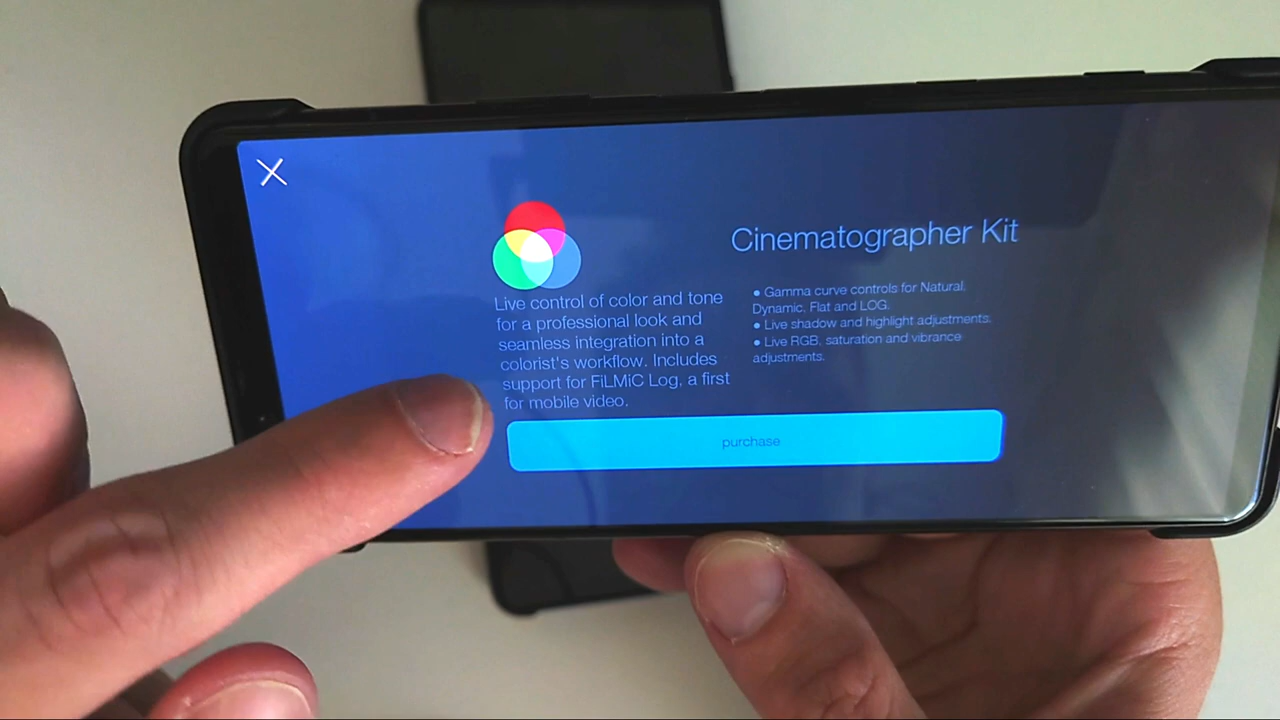 Cinematographer Kit
Live control of color and tone
for a professional look and
seamless integration into a
colorist's workflow. Includes
support for FiLMiC Log, a first
for mobile video.
● Gamma curve controls for Natural,
Dynamic, Flat and LOG.
● Live shadow and highlight adjustments.
● Live RGB, saturation and vibrance
adjustments.
purchase